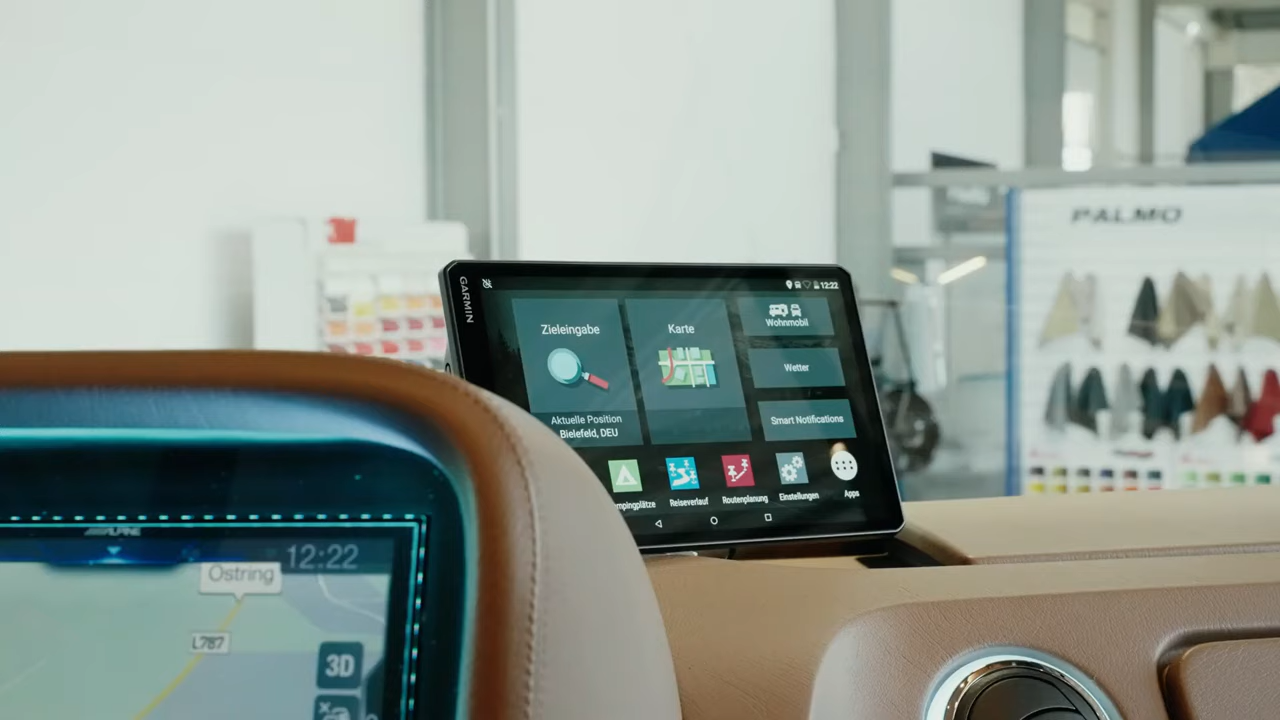 PALMO
GARMIN
12:22
Zieleingabe
Karte
Wohnmobil
Wetter
Aktuelle Position
Bielefeld, DEU
Smart Notifications
mpingplätze
Reiseverlauf
Routenplanung
Einstellungen
Apps
ALPINE
12:22
Ostring
L787
3D